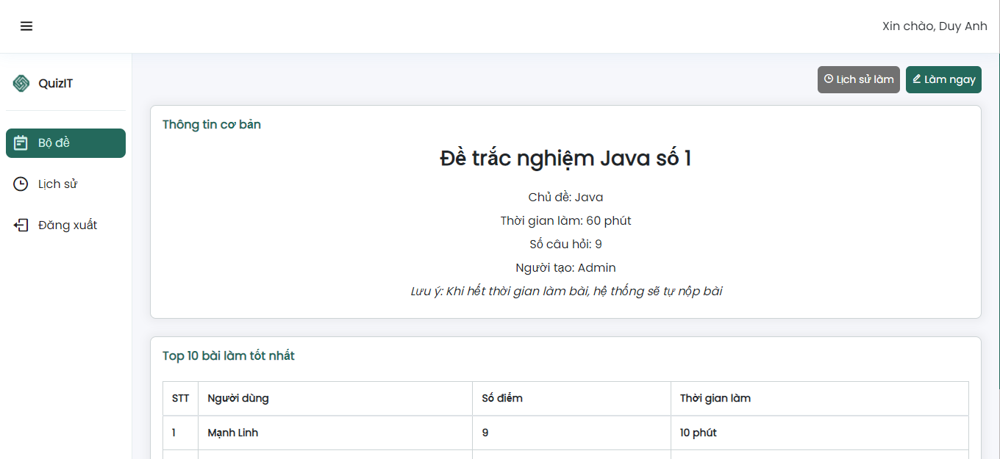 Xin chào, Duy Anh
QuizIT
Bộ đề
Lịch sử
Đăng xuất
Lịch sử làm
Làm ngay
Thông tin cơ bản
Đề trắc nghiệm Java số 1
Chủ đề: Java
Thời gian làm: 60 phút
Số câu hỏi: 9
Người tạo: Admin
Lưu ý: Khi hết thời gian làm bài, hệ thống sẽ tự nộp bài
Top 10 bài làm tốt nhất
STT Người dùng Số điểm Thời gian làm
1 Mạnh Linh 9 10 phút